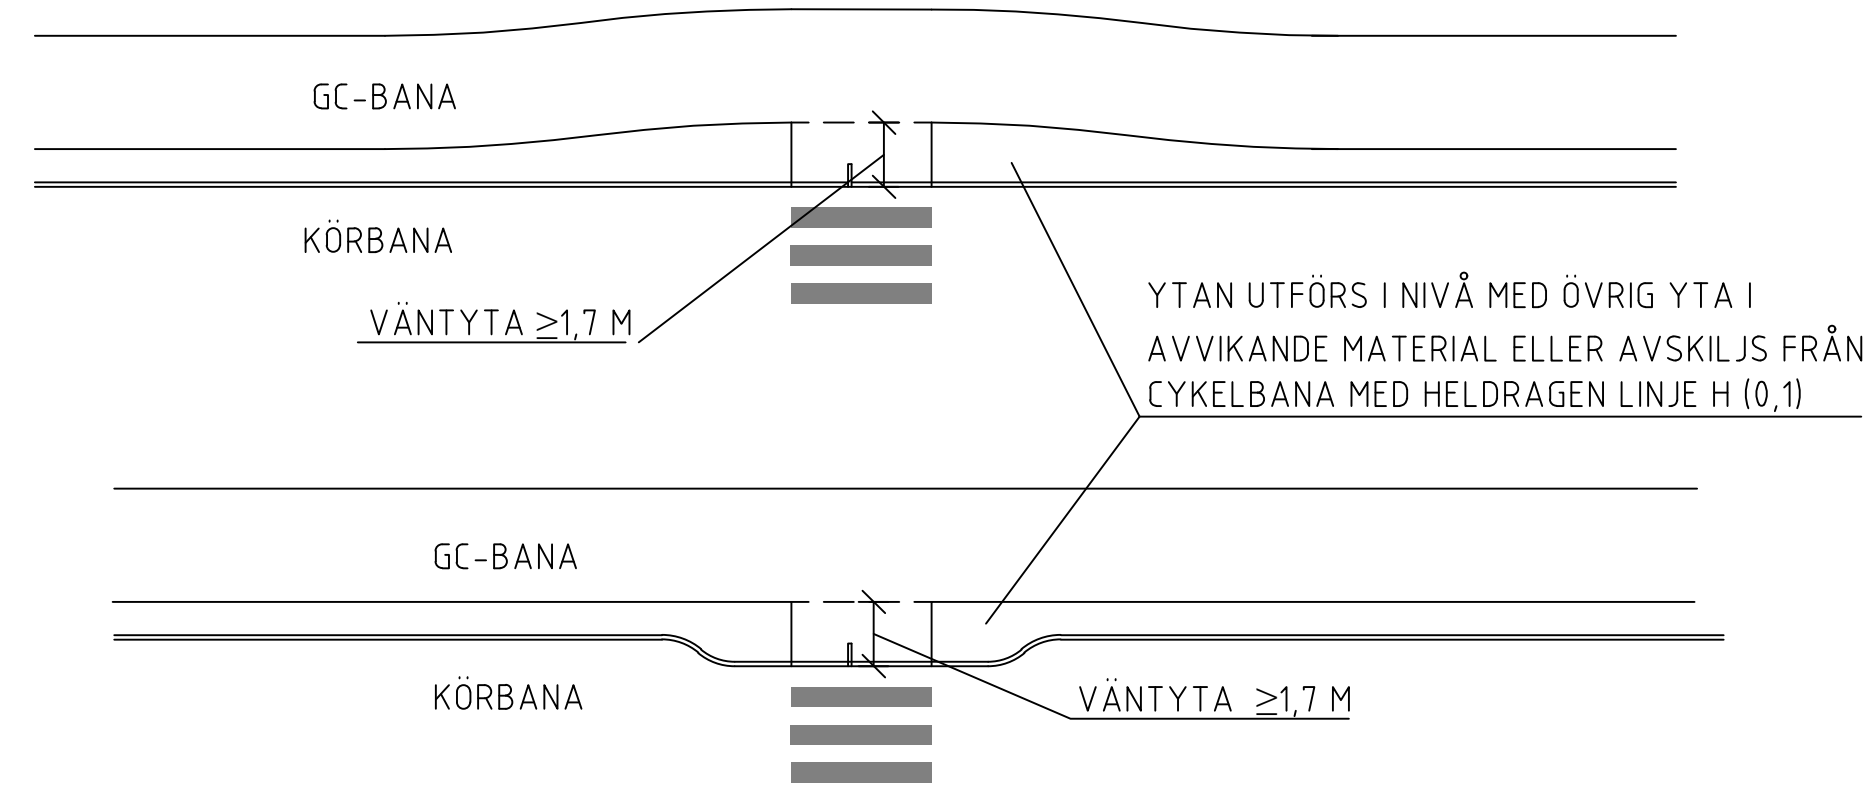 GC-BANA
KÖRBANA
VÄNTYTA ≥1,7 M
YTAN UTFÖRS I NIVÅ MED ÖVRIG YTA I
AVVIKANDE MATERIAL ELLER AVSKILJS FRÅN
CYKELBANA MED HELDRAGEN LINJE H (0,1)
GC-BANA
KÖRBANA
VÄNTYTA ≥1,7 M